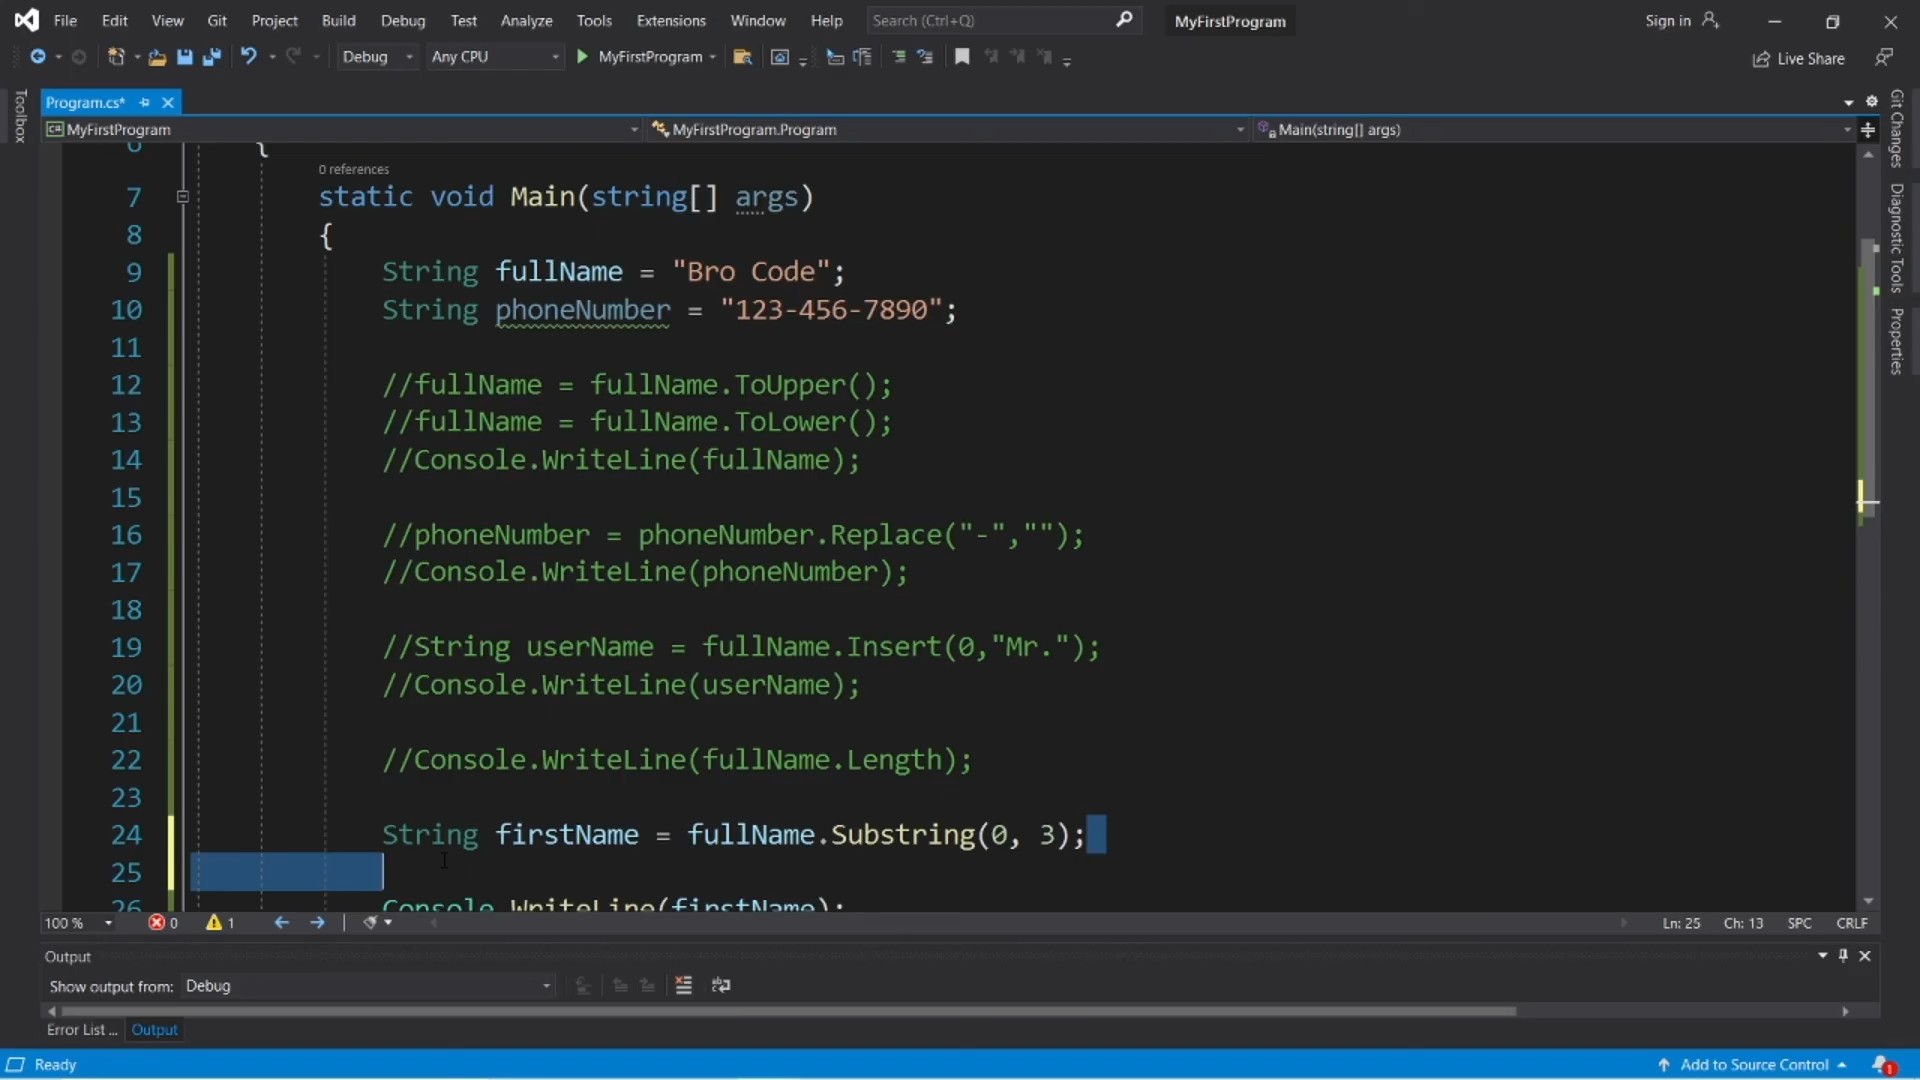 File Edit View Git Project Build Debug Test Analyze Tools Extensions Window Help Search (Ctrl+Q) MyFirstProgram Sign in
Debug Any CPU MyFirstProgram Live Share
Toolbox
Program.cs*
MyFirstProgram MyFirstProgram.Program Main(string[] args)
6 {
0 references
7 static void Main(string[] args)
8 {
9 String fullName = "Bro Code";
10 String phoneNumber = "123-456-7890";
11
12 //fullName = fullName.ToUpper();
13 //fullName = fullName.ToLower();
14 //Console.WriteLine(fullName);
15
16 //phoneNumber = phoneNumber.Replace("-","");
17 //Console.WriteLine(phoneNumber);
18
19 //String userName = fullName.Insert(0,"Mr.");
20 //Console.WriteLine(userName);
21
22 //Console.WriteLine(fullName.Length);
23
24 String firstName = fullName.Substring(0, 3);
25
26 Console.WriteLine(firstName);
Git Changes
Diagnostic Tools
Properties
100 % 0 1 Ln: 25 Ch: 13 SPC CRLF
Output
Show output from: Debug
Error List ... Output
Ready Add to Source Control 1